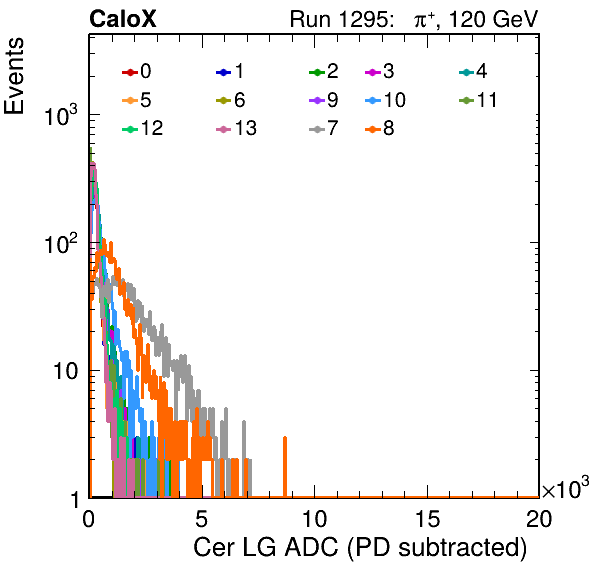 CaloX Run 1295: π⁺, 120 GeV
Events
0 1 2 3 4
5 6 9 10 11
12 13 7 8
10³
10²
10
1
0 5 10 15 20 ×10³
Cer LG ADC (PD subtracted)